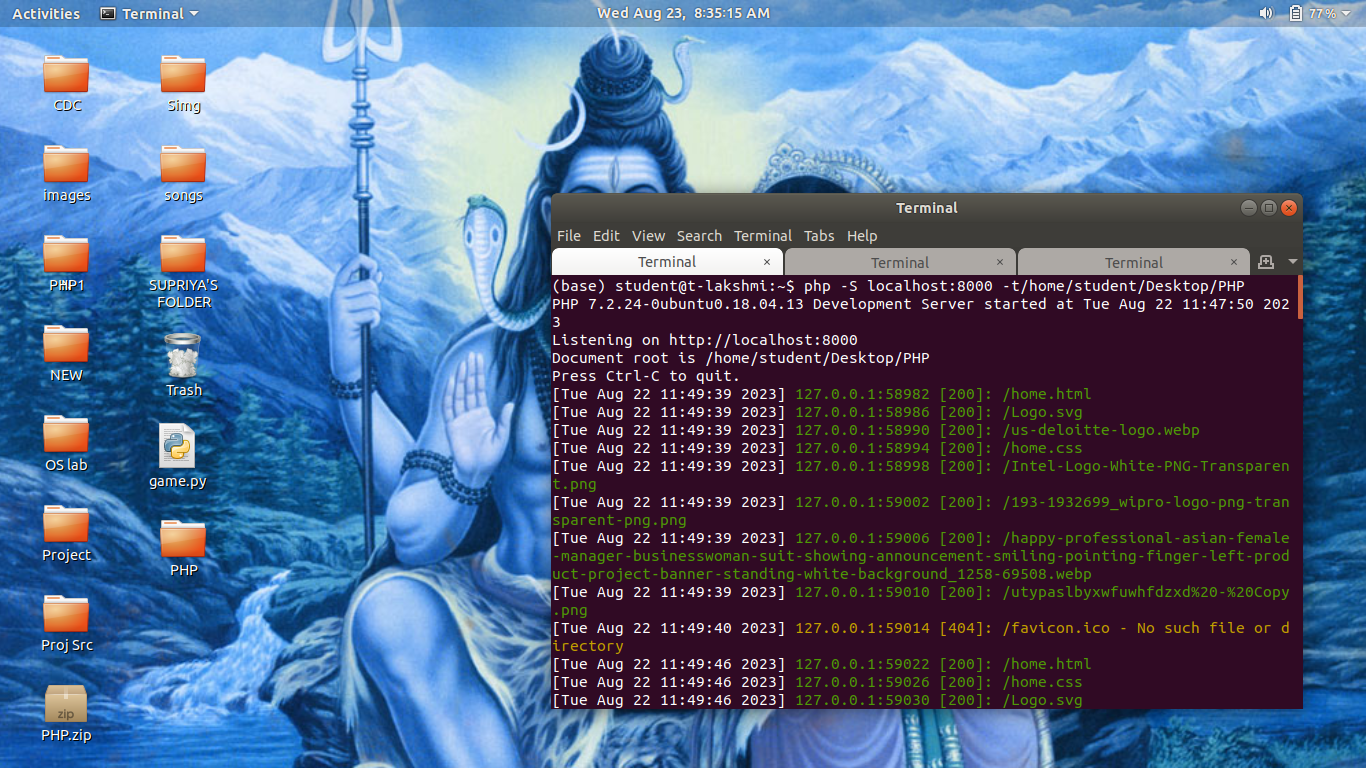 Activities Terminal Wed Aug 23, 8:35:15 AM 77%
CDC
Simg
images
songs
PHP1
SUPRIYA'S
FOLDER
NEW
Trash
OS lab
game.py
Project
PHP
Proj Src
zip
PHP.zip
Terminal
File Edit View Search Terminal Tabs Help
Terminal × Terminal × Terminal ×
(base) student@t-lakshmi:~$ php -S localhost:8000 -t/home/student/Desktop/PHP
PHP 7.2.24-0ubuntu0.18.04.13 Development Server started at Tue Aug 22 11:47:50 202
3
Listening on http://localhost:8000
Document root is /home/student/Desktop/PHP
Press Ctrl-C to quit.
[Tue Aug 22 11:49:39 2023] 127.0.0.1:58982 [200]: /home.html
[Tue Aug 22 11:49:39 2023] 127.0.0.1:58986 [200]: /Logo.svg
[Tue Aug 22 11:49:39 2023] 127.0.0.1:58990 [200]: /us-deloitte-logo.webp
[Tue Aug 22 11:49:39 2023] 127.0.0.1:58994 [200]: /home.css
[Tue Aug 22 11:49:39 2023] 127.0.0.1:58998 [200]: /Intel-Logo-White-PNG-Transparen
t.png
[Tue Aug 22 11:49:39 2023] 127.0.0.1:59002 [200]: /193-1932699_wipro-logo-png-tran
sparent-png.png
[Tue Aug 22 11:49:39 2023] 127.0.0.1:59006 [200]: /happy-professional-asian-female
-manager-businesswoman-suit-showing-announcement-smiling-pointing-finger-left-prod
uct-project-banner-standing-white-background_1258-69508.webp
[Tue Aug 22 11:49:39 2023] 127.0.0.1:59010 [200]: /utypaslbyxwfuwhfdzxd%20-%20Copy
.png
[Tue Aug 22 11:49:40 2023] 127.0.0.1:59014 [404]: /favicon.ico - No such file or d
irectory
[Tue Aug 22 11:49:46 2023] 127.0.0.1:59022 [200]: /home.html
[Tue Aug 22 11:49:46 2023] 127.0.0.1:59026 [200]: /home.css
[Tue Aug 22 11:49:46 2023] 127.0.0.1:59030 [200]: /Logo.svg